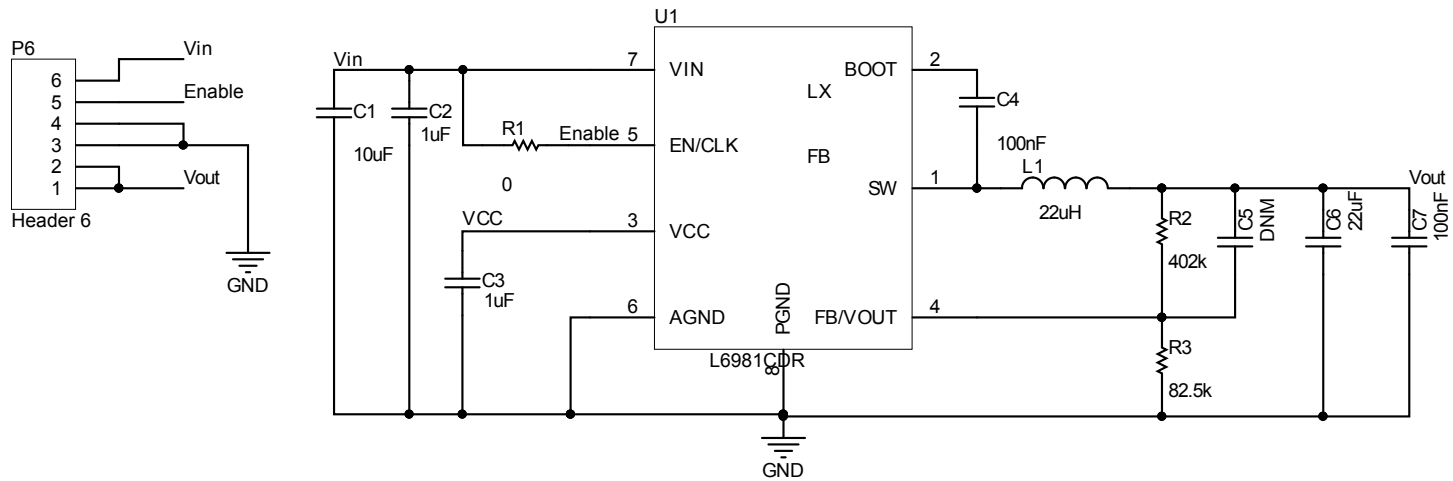 P6
Vin
6
5
Enable
4
3
2
1
Vout
Header 6
GND
U1
Vin
7
VIN
BOOT
2
LX
C1
10uF
C2
1uF
R1
0
Enable
5
EN/CLK
FB
C4
100nF
SW
1
L1
22uH
Vout
VCC
3
VCC
C3
1uF
R2
402k
C5
DNM
C6
22uF
C7
100nF
6
AGND
PGND
FB/VOUT
4
L6981CDR
8
R3
82.5k
GND